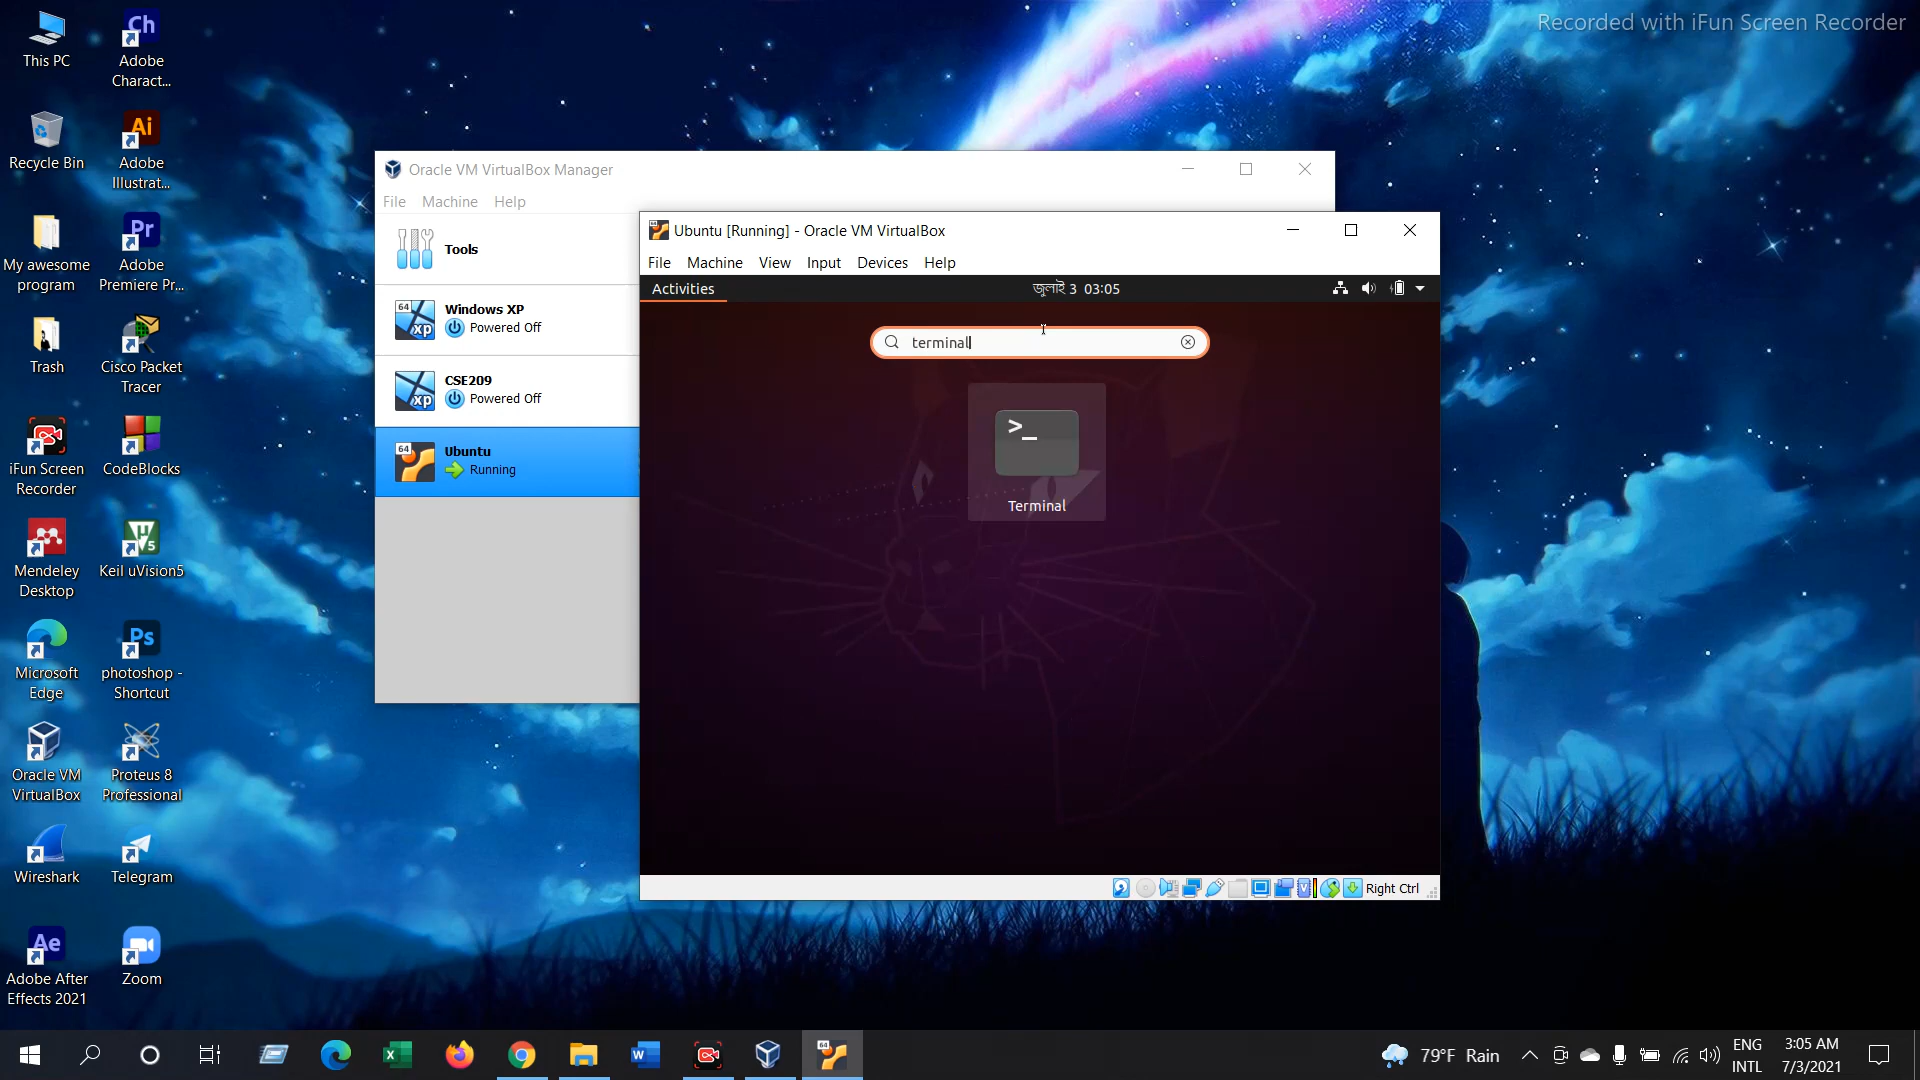 Recorded with iFun Screen Recorder
This PC
Adobe
Charact...
Recycle Bin
Adobe
Illustrat...
My awesome
program
Adobe
Premiere Pr...
Trash
Cisco Packet
Tracer
iFun Screen
Recorder
CodeBlocks
Mendeley
Desktop
Keil uVision5
Microsoft
Edge
photoshop -
Shortcut
Oracle VM
VirtualBox
Proteus 8
Professional
Wireshark
Telegram
Adobe After
Effects 2021
Zoom
Oracle VM VirtualBox Manager
File Machine Help
Tools
Windows XP
Powered Off
CSE209
Powered Off
Ubuntu
Running
Ubuntu [Running] - Oracle VM VirtualBox
File Machine View Input Devices Help
Activities
জুলাই 3 03:05
terminal
Terminal
Right Ctrl
79°F Rain
ENG
INTL
3:05 AM
7/3/2021